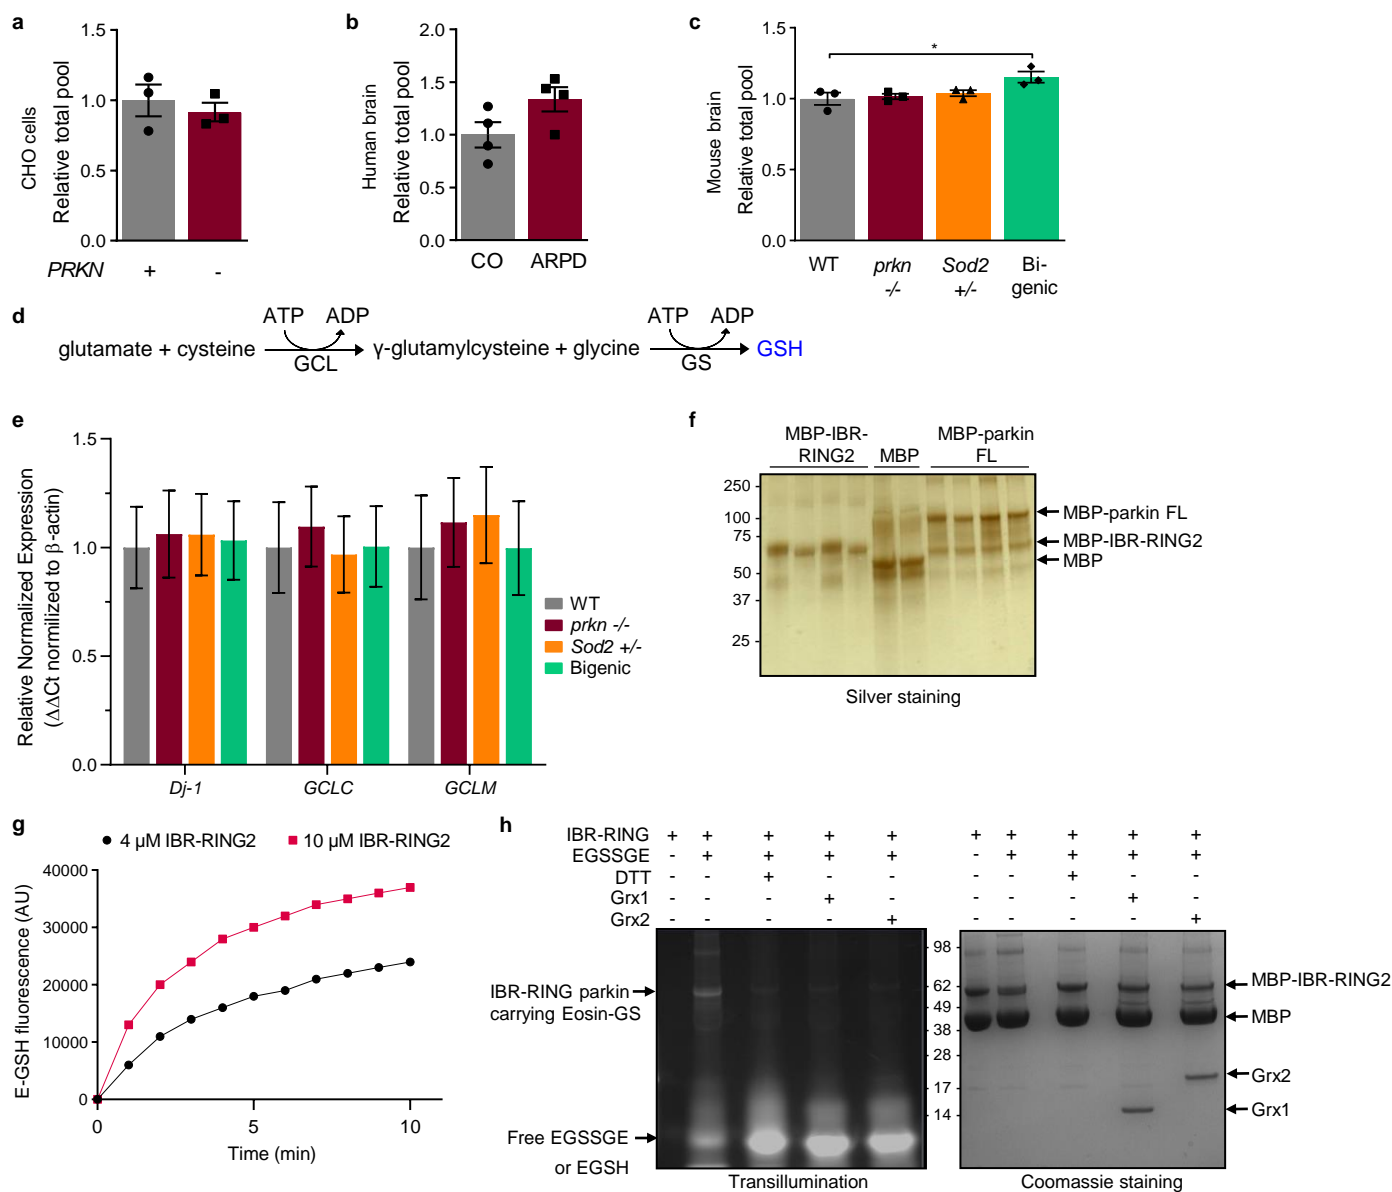 a
CHO cells
Relative total pool
1.5
1.0
0.5
0.0
PRKN + -
b
Human brain
Relative total pool
2.0
1.5
1.0
0.5
0.0
CO ARPD
c
Mouse brain
Relative total pool
1.5
1.0
0.5
0.0
*
WT prkn Sod2 Bi-
-/- +/- genic
d
ATP ADP ATP ADP
glutamate + cysteine γ-glutamylcysteine + glycine GSH
GCL GS
e
Relative Normalized Expression
(ΔΔCt normilized to β-actin)
1.5
1.0
0.5
0.0
Dj-1 GCLC GCLM
WT
prkn -/-
Sod2 +/-
Bigenic
f
MBP-IBR- MBP-parkin
RING2 MBP FL
250
100
75
50
37
25
MBP-parkin FL
MBP-IBR-RING2
MBP
Silver staining
g
4 µM IBR-RING2 10 µM IBR-RING2
E-GSH fluorescence (AU)
40000
30000
20000
10000
0
0 5 10
Time (min)
h
IBR-RING + + + + + + + + + +
EGSSGE - + + + + - + + + +
DTT - - + - - - - + - -
Grx1 - - - + - - - - + -
Grx2 - - - - + - - - - +
IBR-RING parkin
carrying Eosin-GS
Free EGSSGE
or EGSH
98
62
49
38
28
17
14
MBP-IBR-RING2
MBP
Grx2
Grx1
Transillumination Coomassie staining